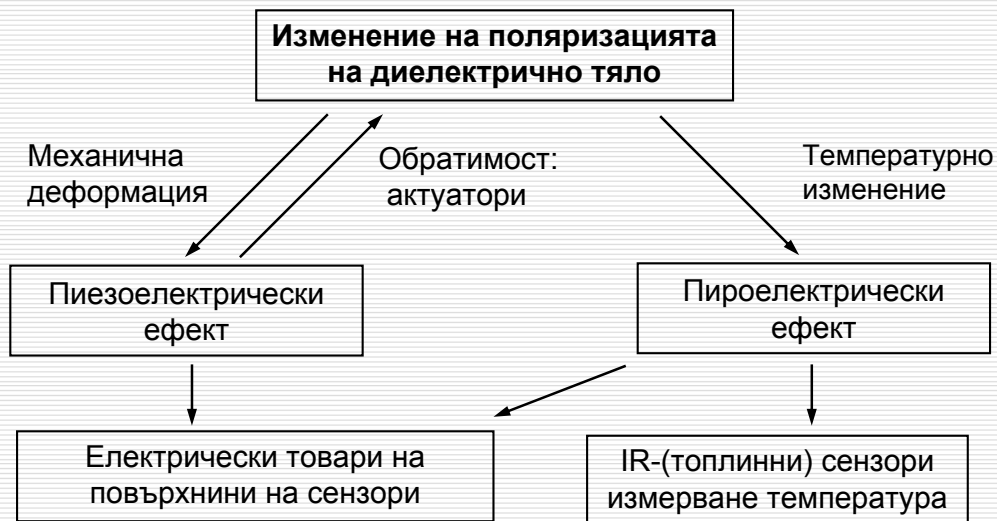 Изменение на поляризацията
на диелектрично тяло
Механична
деформация
Обратимост:
актуатори
Температурно
изменение
Пиезоелектрически
ефект
Пироелектрически
ефект
Електрически товари на
повърхнини на сензори
IR-(топлинни) сензори
измерване температура